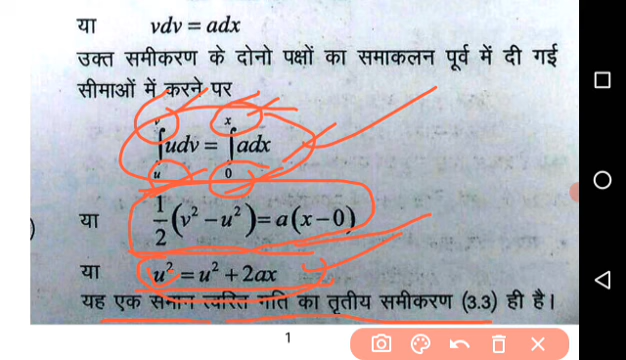 या vdv = adx
उक्त समीकरण के दोनो पक्षों का समाकलन पूर्व में दी गई
सीमाओं में करने पर
∫ᵤᵛ udv = ∫₀ˣ adx
) या 1/2 (v² − u²) = a(x − 0)
या u² = u² + 2ax
यह एक समान त्वरित गति का तृतीय समीकरण (3.3) ही है।
1